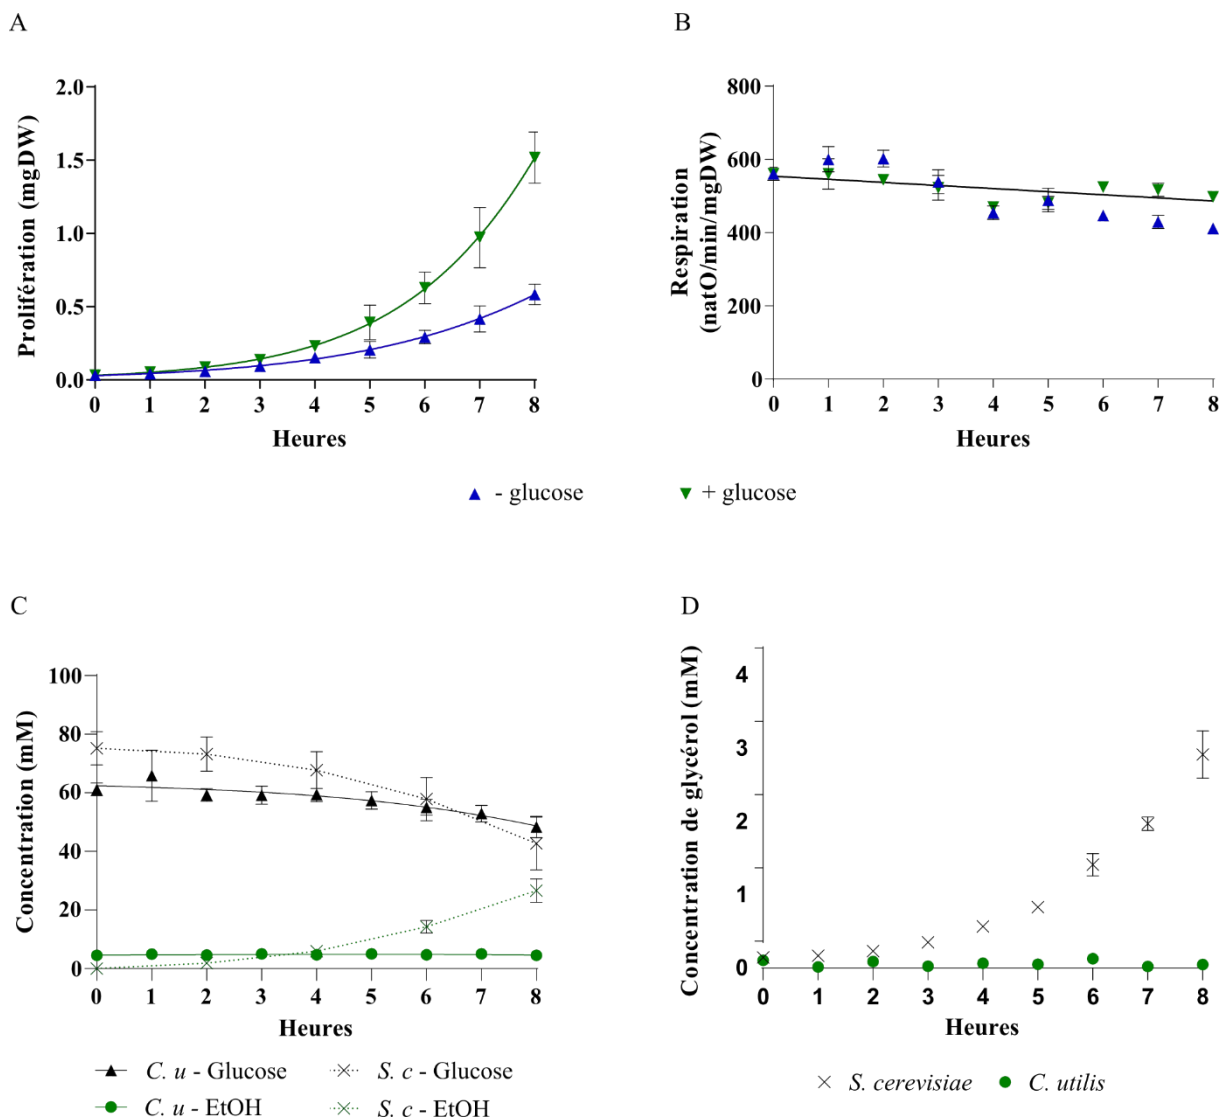 A
B
2.0
1.5
1.0
0.5
0.0
Prolifération (mgDW)
0 1 2 3 4 5 6 7 8
Heures
800
600
400
200
0
Respiration
(natO/min/mgDW)
0 1 2 3 4 5 6 7 8
Heures
- glucose
+ glucose
C
D
100
80
60
40
20
0
Concentration (mM)
0 1 2 3 4 5 6 7 8
Heures
C. u - Glucose
S. c - Glucose
C. u - EtOH
S. c - EtOH
4
3
2
1
0
Concentration de glycérol (mM)
0 1 2 3 4 5 6 7 8
Heures
S. cerevisiae
C. utilis